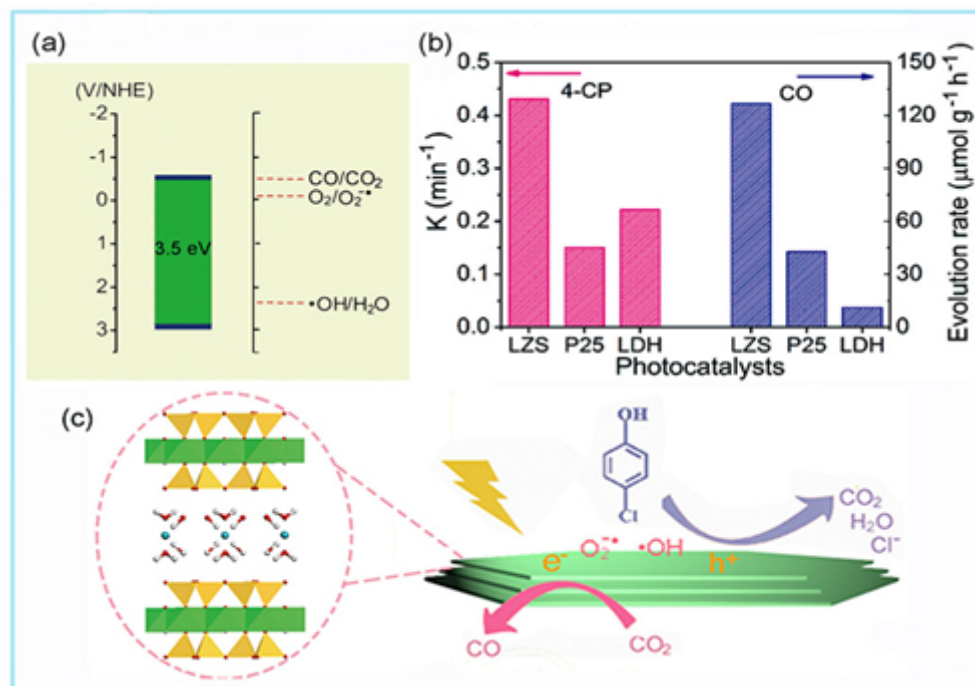 (a)
(V/NHE)
-2
-1
0
1
2
3
3.5 eV
CO/CO₂
O₂/O₂⁻•
•OH/H₂O
(b)
0.5
0.4
0.3
0.2
0.1
0.0
K (min⁻¹)
4-CP
CO
150
120
90
60
30
0
Evolution rate (μmol g⁻¹ h⁻¹)
LZS P25 LDH LZS P25 LDH
Photocatalysts
(c)
OH
Cl
e⁻ O₂⁻• •OH h⁺
CO₂
H₂O
Cl⁻
CO CO₂